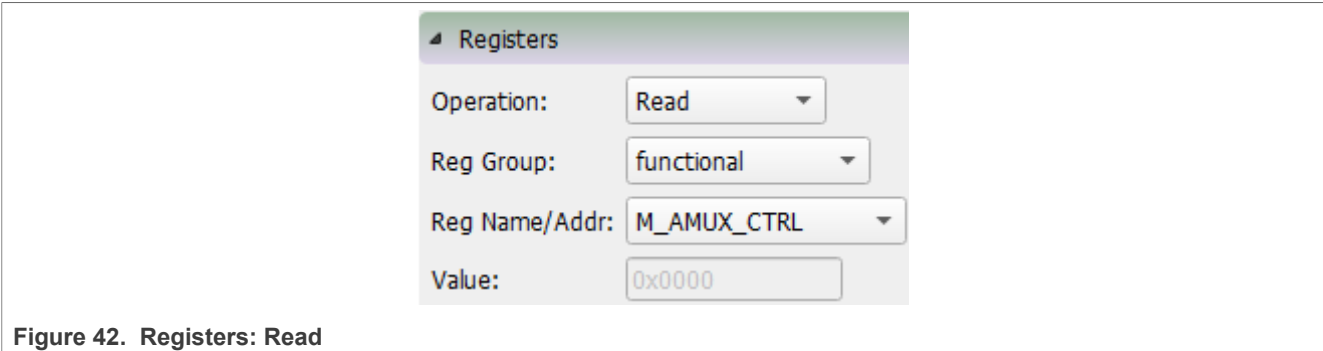 Registers
Operation: Read
Reg Group: functional
Reg Name/Addr: M_AMUX_CTRL
Value: 0x0000
Figure 42. Registers: Read